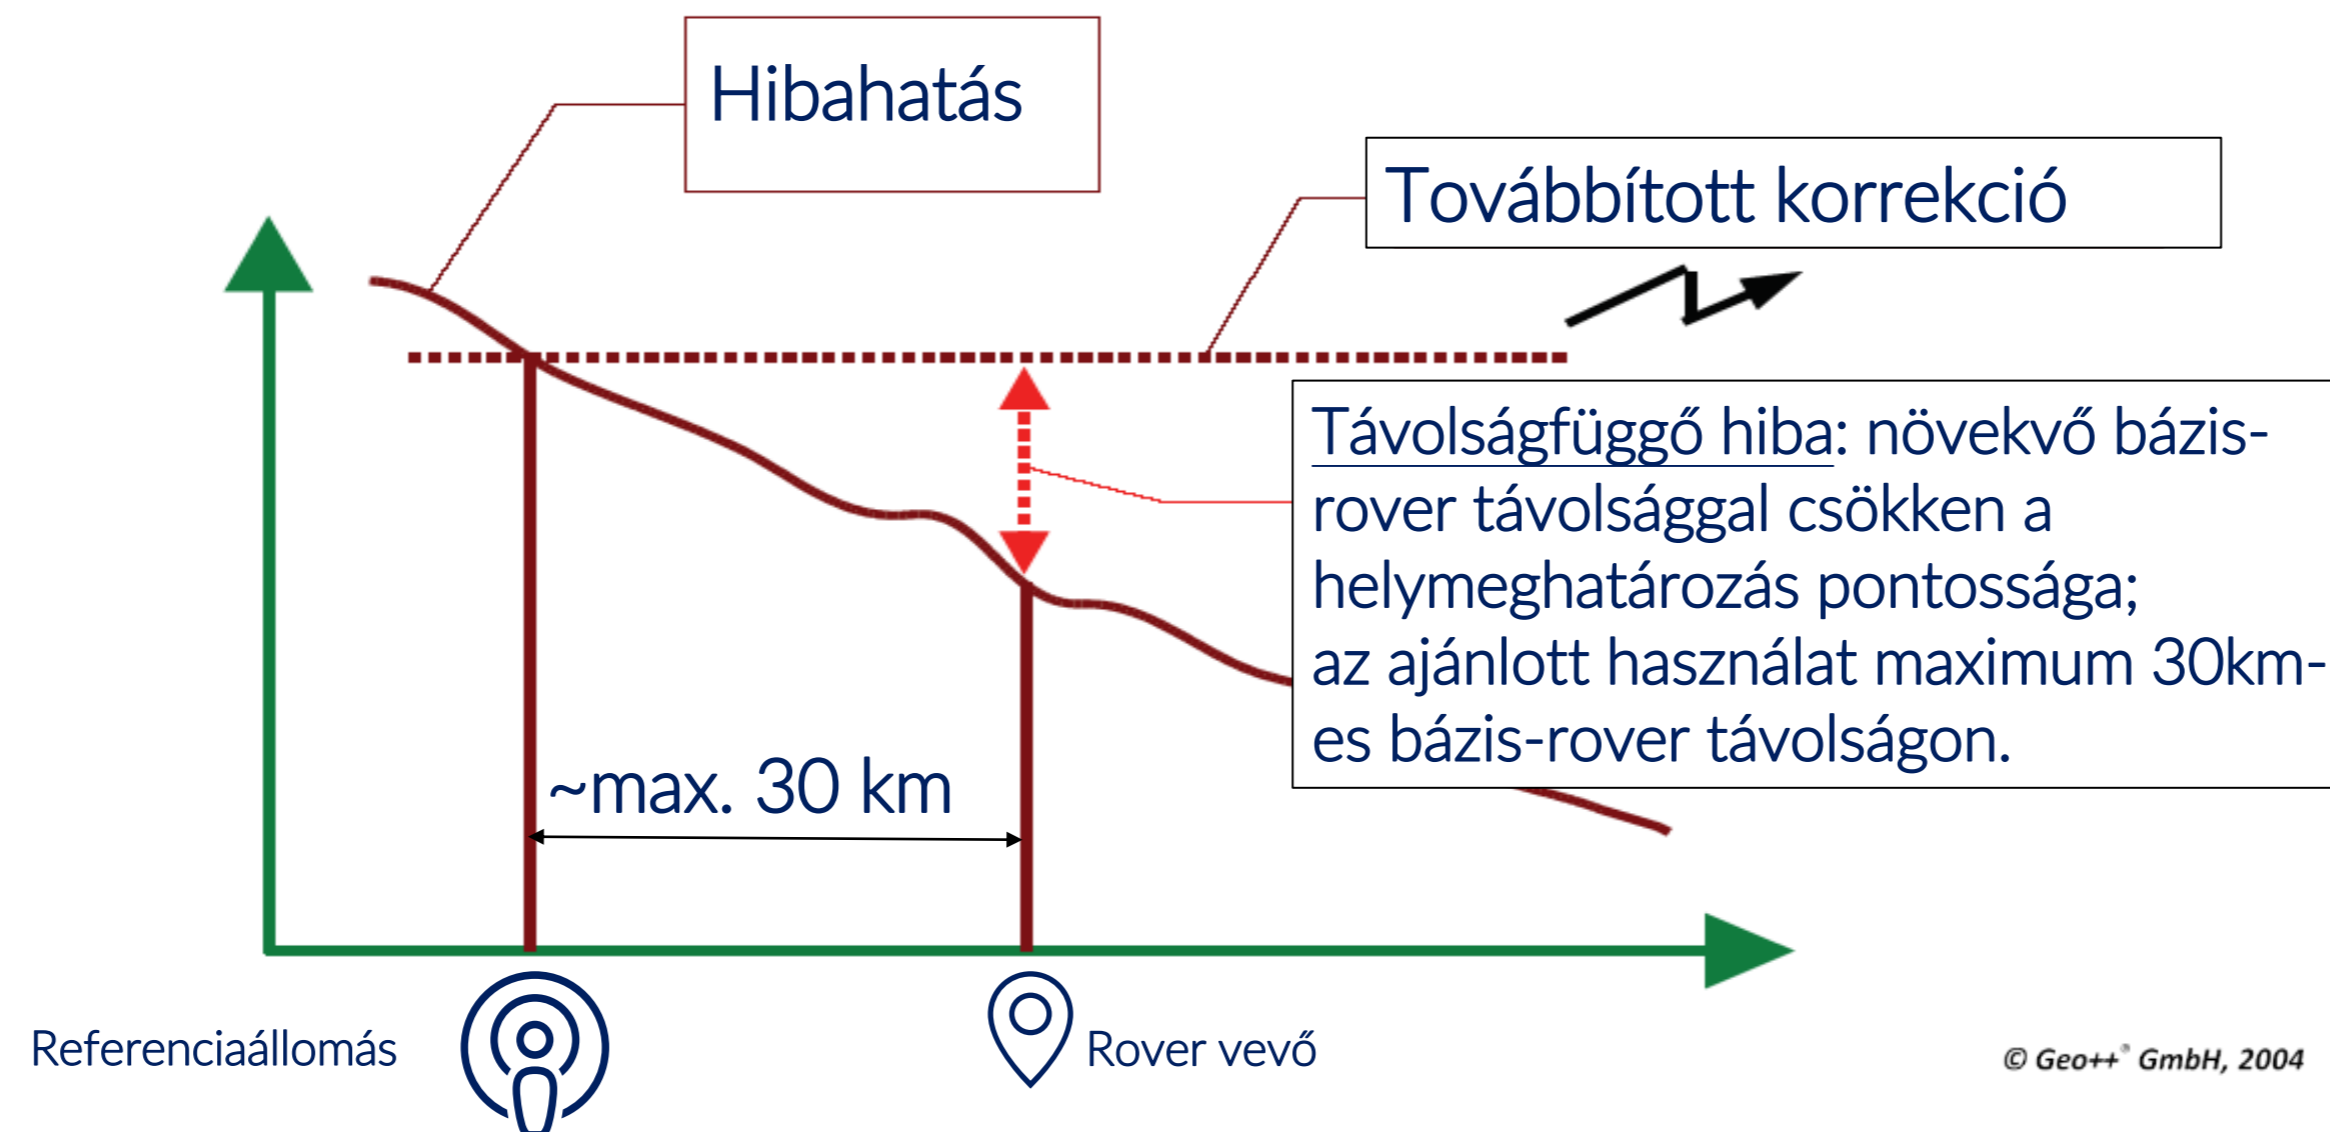 Hibahatás
Továbbított korrekció
Távolságfüggő hiba: növekvő bázis-
rover távolsággal csökken a
helymeghatározás pontossága;
az ajánlott használat maximum 30km-
es bázis-rover távolságon.
~max. 30 km
Referenciaállomás
Rover vevő
© Geo++® GmbH, 2004